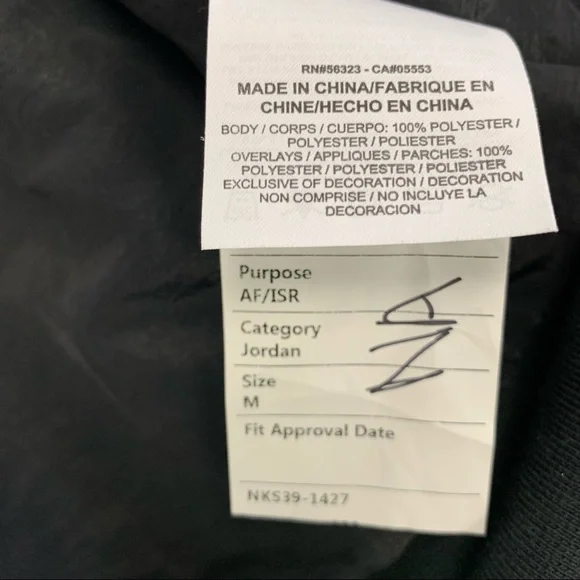 RN#56323 - CA#05553
MADE IN CHINA/FABRIQUE EN
CHINE/HECHO EN CHINA
BODY / CORPS / CUERPO: 100% POLYESTER /
POLYESTER / POLIESTER
OVERLAYS / APPLIQUES / PARCHES: 100%
POLYESTER / POLYESTER / POLIESTER
EXCLUSIVE OF DECORATION / DECORATION
NON COMPRISE / NO INCLUYE LA
DECORACION
Purpose
AF/ISR
Category
Jordan
Size
M
Fit Approval Date
NKS39-1427